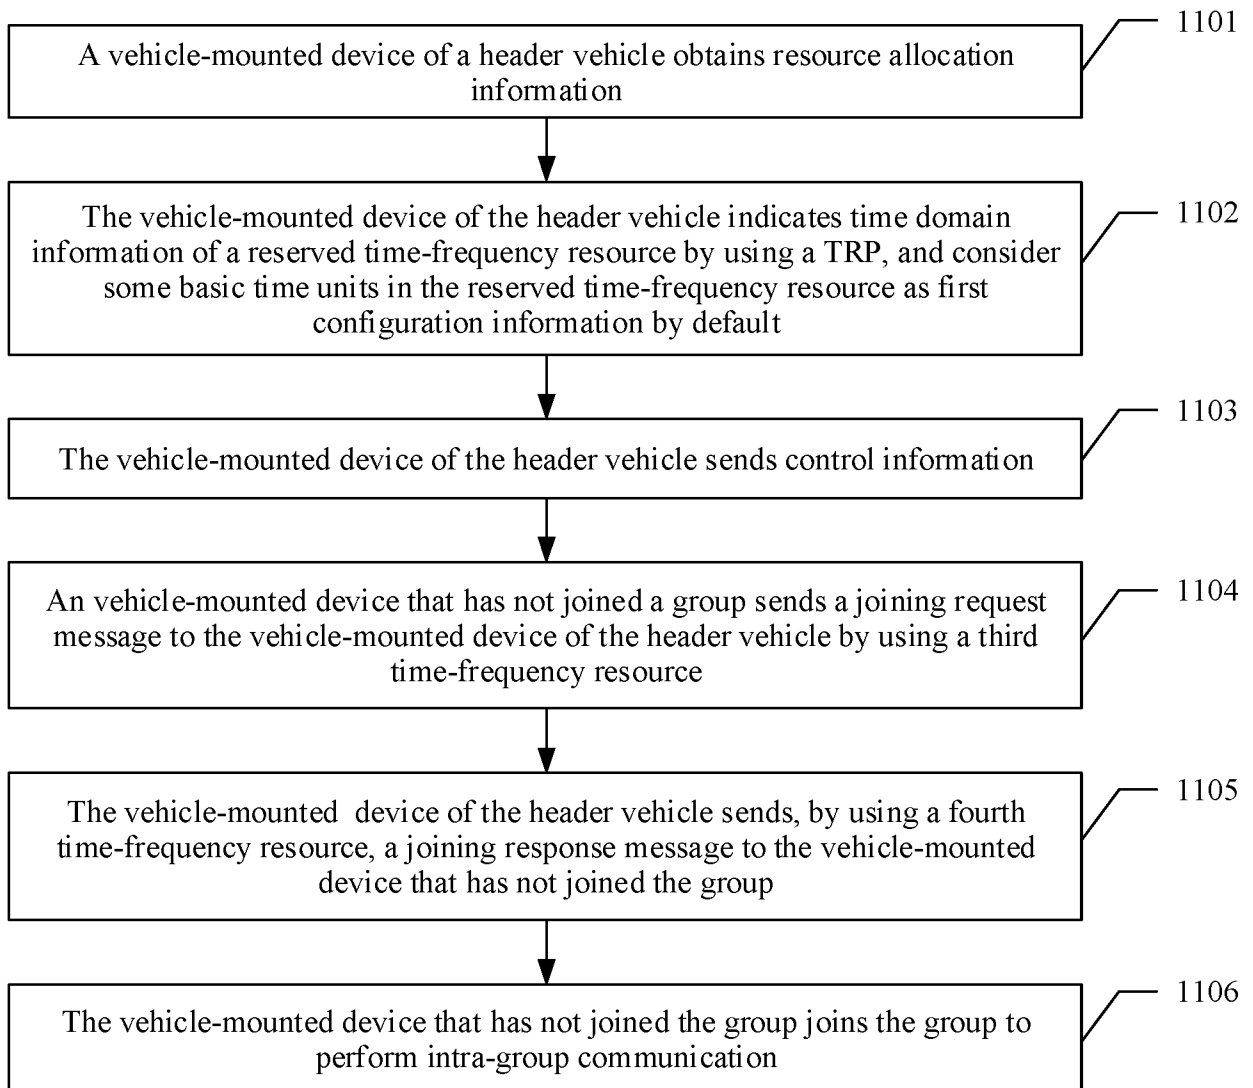 1101
A vehicle-mounted device of a header vehicle obtains resource allocation
information
1102
The vehicle-mounted device of the header vehicle indicates time domain
information of a reserved time-frequency resource by using a TRP, and consider
some basic time units in the reserved time-frequency resource as first
configuration information by default
1103
The vehicle-mounted device of the header vehicle sends control information
1104
An vehicle-mounted device that has not joined a group sends a joining request
message to the vehicle-mounted device of the header vehicle by using a third
time-frequency resource
1105
The vehicle-mounted device of the header vehicle sends, by using a fourth
time-frequency resource, a joining response message to the vehicle-mounted
device that has not joined the group
1106
The vehicle-mounted device that has not joined the group joins the group to
perform intra-group communication